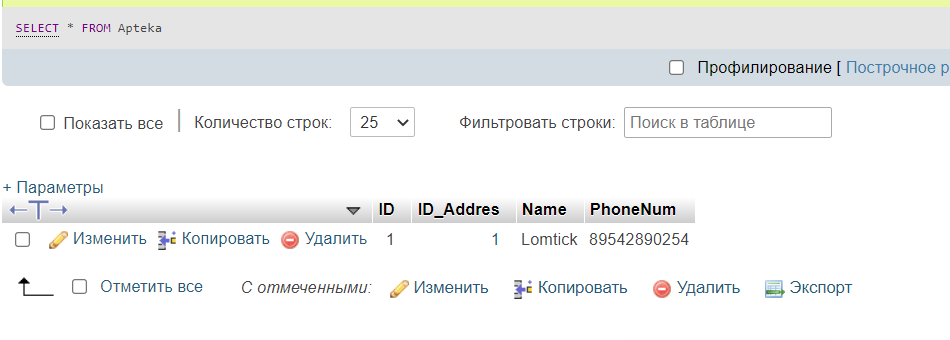 SELECT * FROM Apteka
Профилирование [ Построчное р
Показать все Количество строк: 25 Фильтровать строки: Поиск в таблице
+ Параметры
←T→ ID ID_Addres Name PhoneNum
Изменить Копировать Удалить 1 1 Lomtick 89542890254
Отметить все С отмеченными: Изменить Копировать Удалить Экспорт